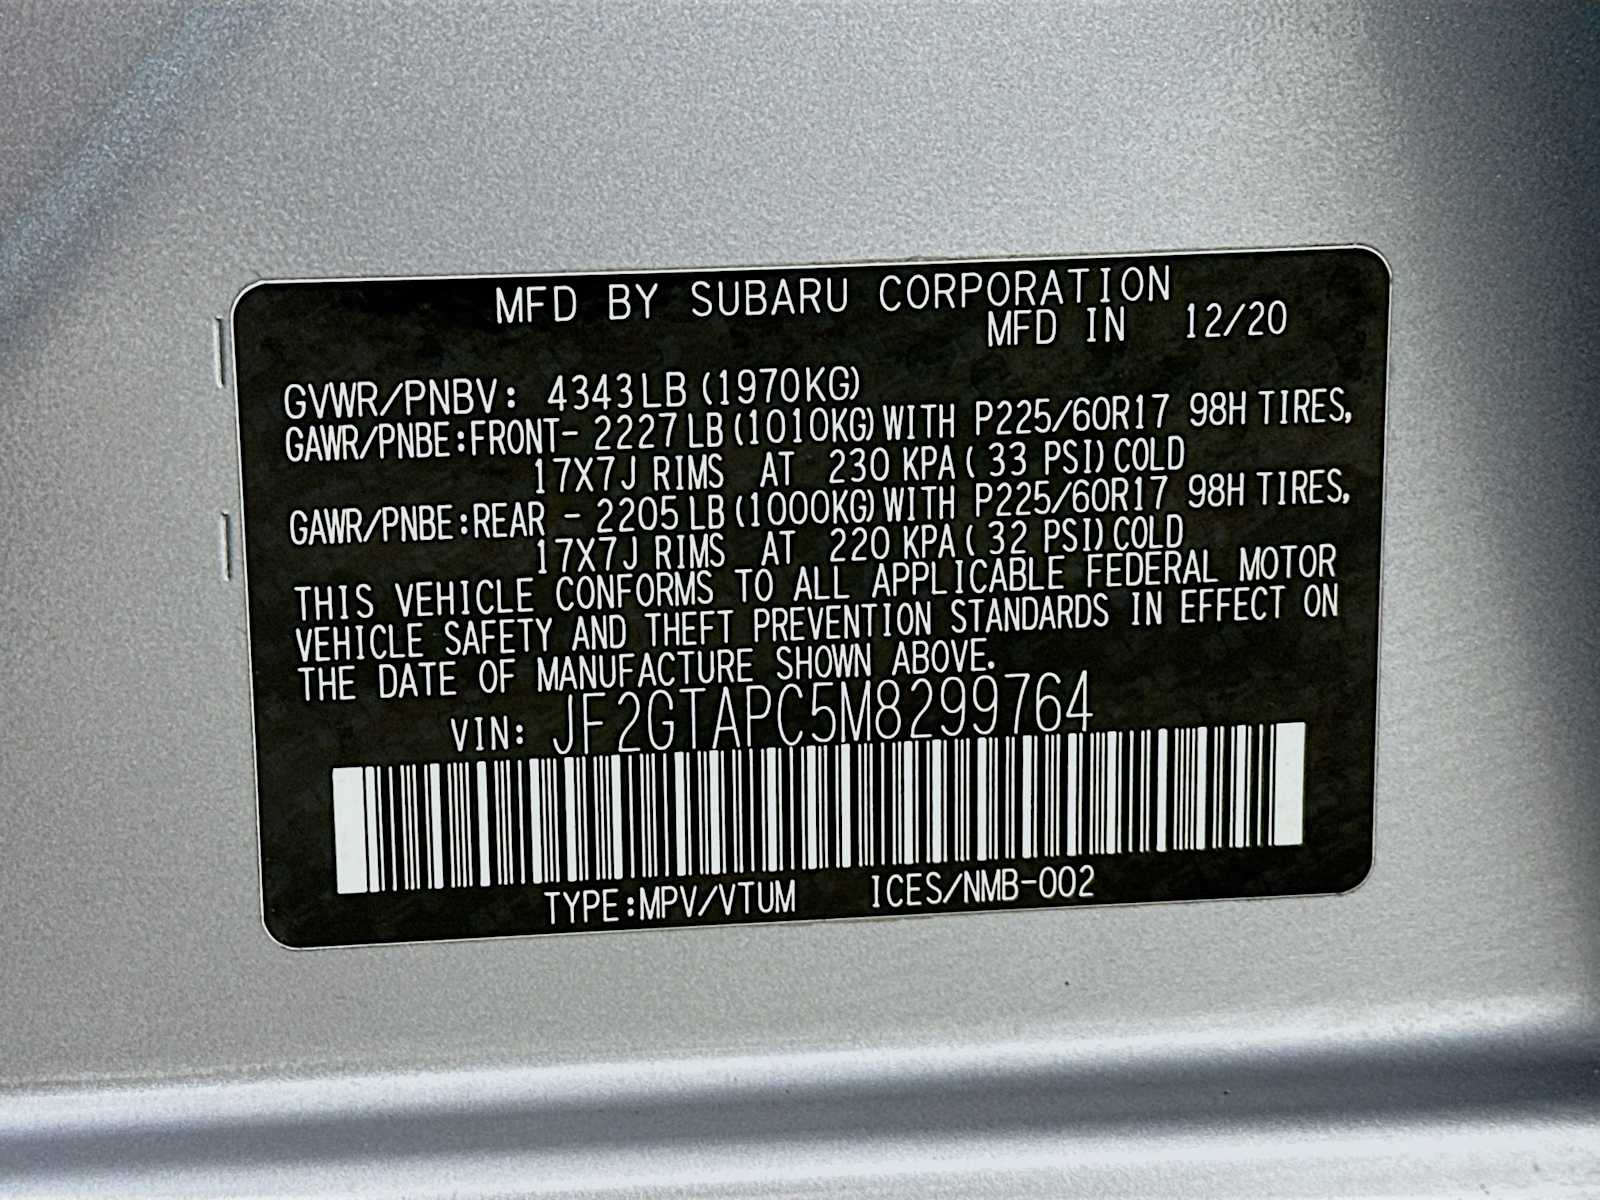 MFD BY SUBARU CORPORATION
MFD IN 12/20
GVWR/PNBV: 4343LB(1970KG)
GAWR/PNBE:FRONT- 2227LB(1010KG)WITH P225/60R17 98H TIRES,
17X7J RIMS AT 230 KPA( 33 PSI)COLD
GAWR/PNBE:REAR - 2205LB(1000KG)WITH P225/60R17 98H TIRES,
17X7J RIMS AT 220 KPA( 32 PSI)COLD
THIS VEHICLE CONFORMS TO ALL APPLICABLE FEDERAL MOTOR
VEHICLE SAFETY AND THEFT PREVENTION STANDARDS IN EFFECT ON
THE DATE OF MANUFACTURE SHOWN ABOVE.
VIN: JF2GTAPC5M8299764
TYPE:MPV/VTUM ICES/NMB-002